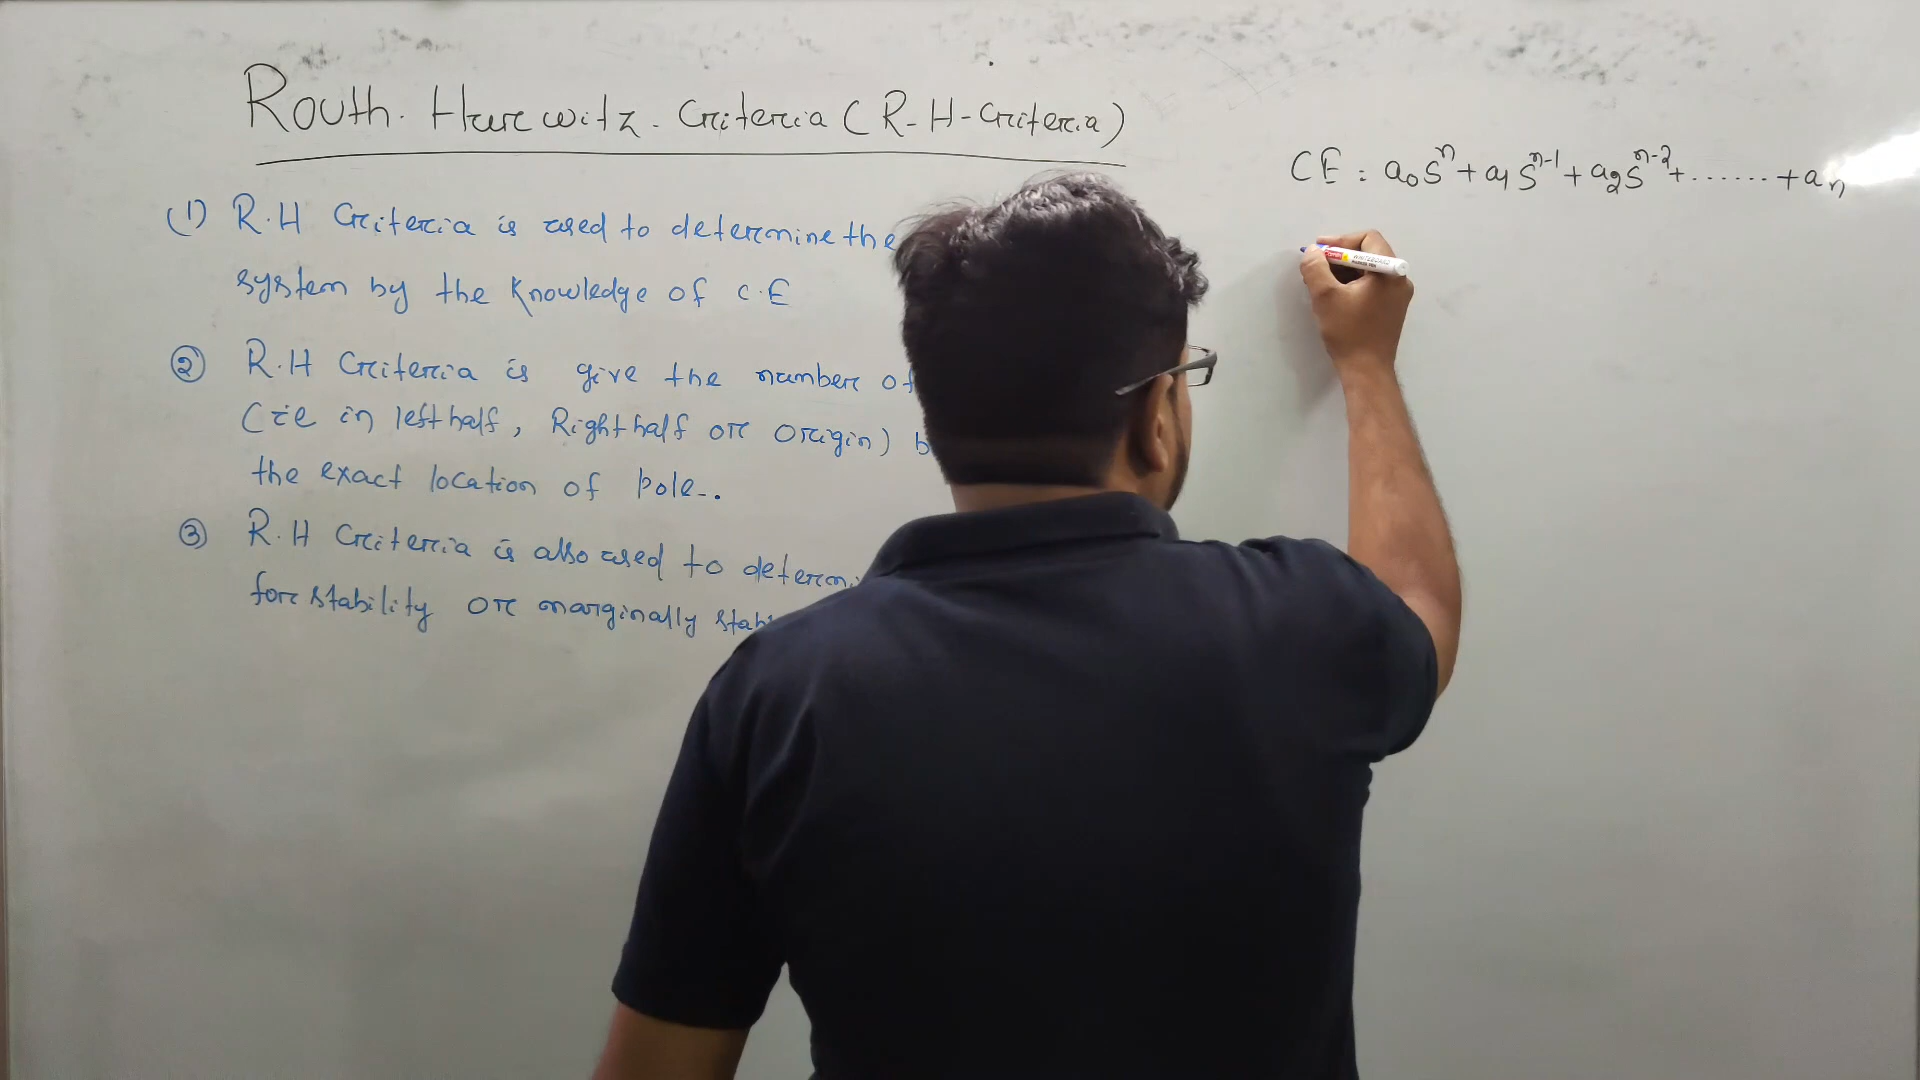 Routh. Hurewitz. Criteria (R-H-Criteria)
CE : a₀sⁿ + a₁sⁿ⁻¹ + a₂sⁿ⁻² + ...... + aₙ
(1) R.H Criteria is used to determine the
system by the knowledge of C.E
② R.H Criteria is give the number of
(ie in left half, Right half or origin)
the exact location of pole-.
③ R.H Criteria is also used to determi
for stability or marginally stab